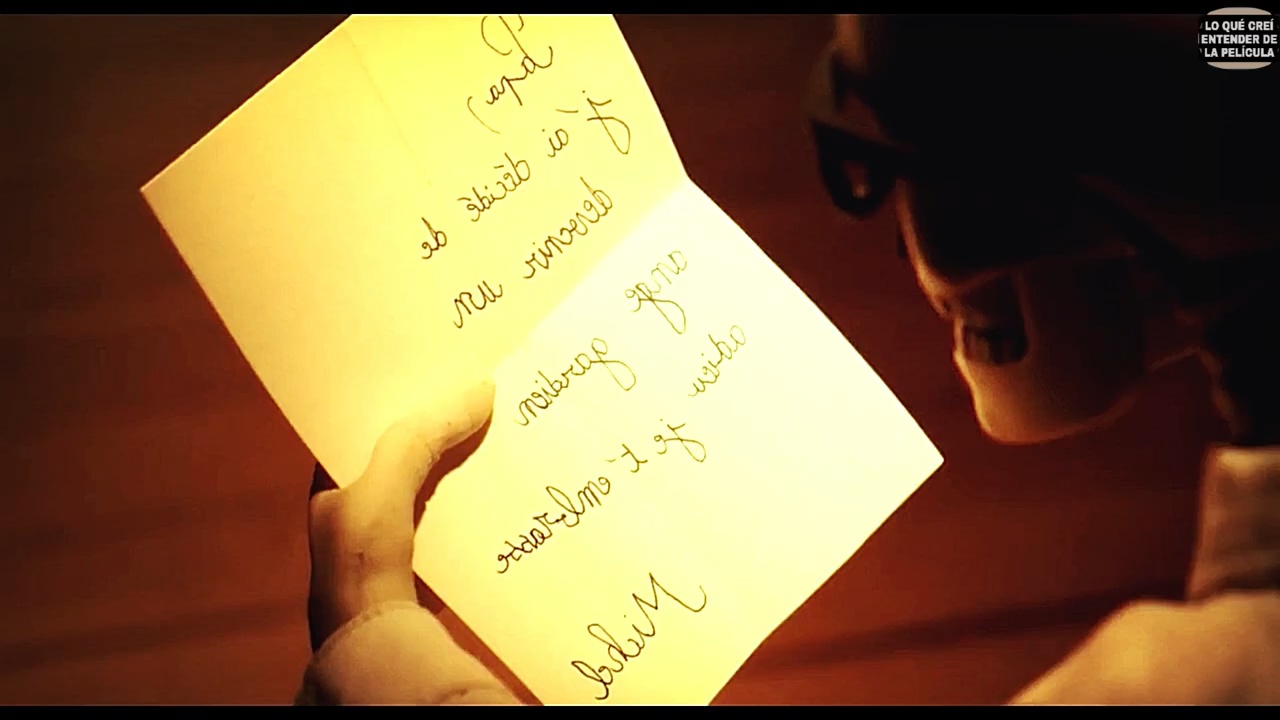 LO QUÉ CREÍ
ENTENDER DE
LA PELÍCULA
Papa,
j'ai décidé de
devenir un
ange gardien
adieu
je t'embrasse
Michel